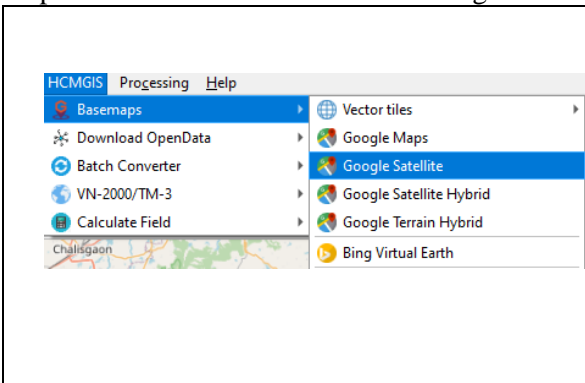 HCMGIS Processing Help
Basemaps
Download OpenData
Batch Converter
VN-2000/TM-3
Calculate Field
Chalisgaon
Vector tiles
Google Maps
Google Satellite
Google Satellite Hybrid
Google Terrain Hybrid
Bing Virtual Earth